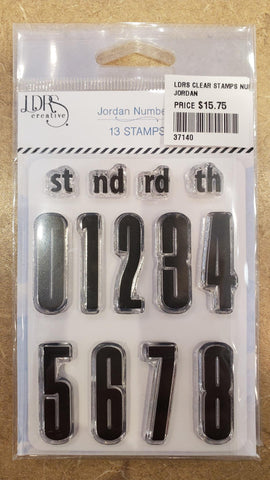 LDRS
creative
Jordan Number
13 STAMPS
LDRS CLEAR STAMPS NU
JORDAN
PRICE $15.75
37140
st nd rd th
0 1 2 3 4
5 6 7 8